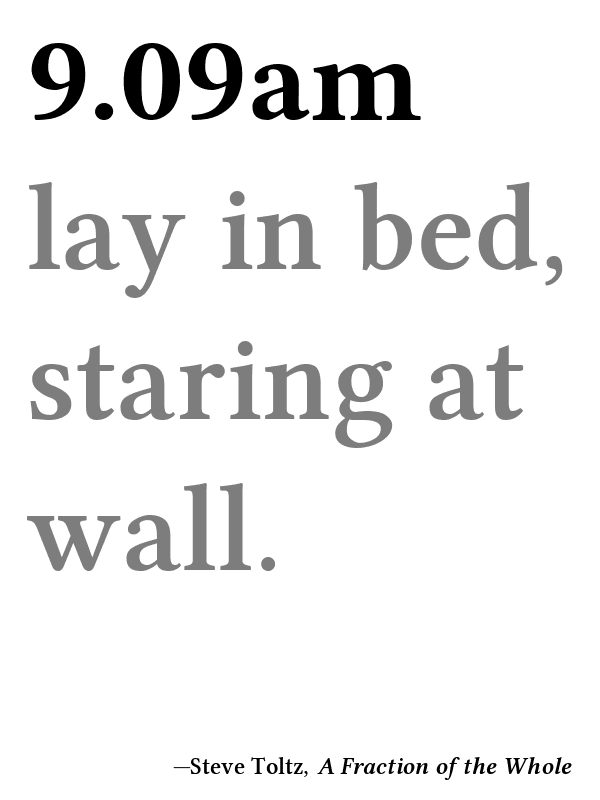 9.09am
lay in bed,
staring at
wall.
—Steve Toltz, A Fraction of the Whole